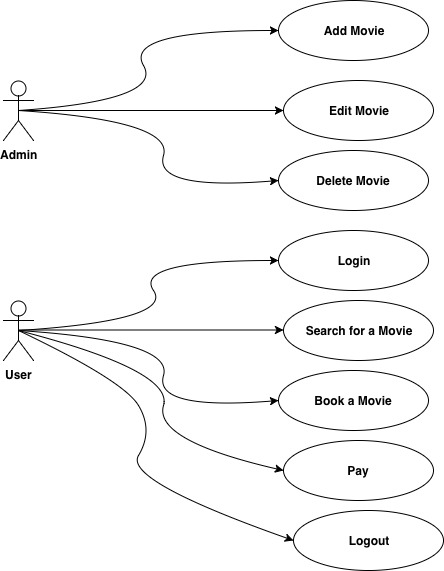 Add Movie
Edit Movie
Admin
Delete Movie
Login
Search for a Movie
User
Book a Movie
Pay
Logout